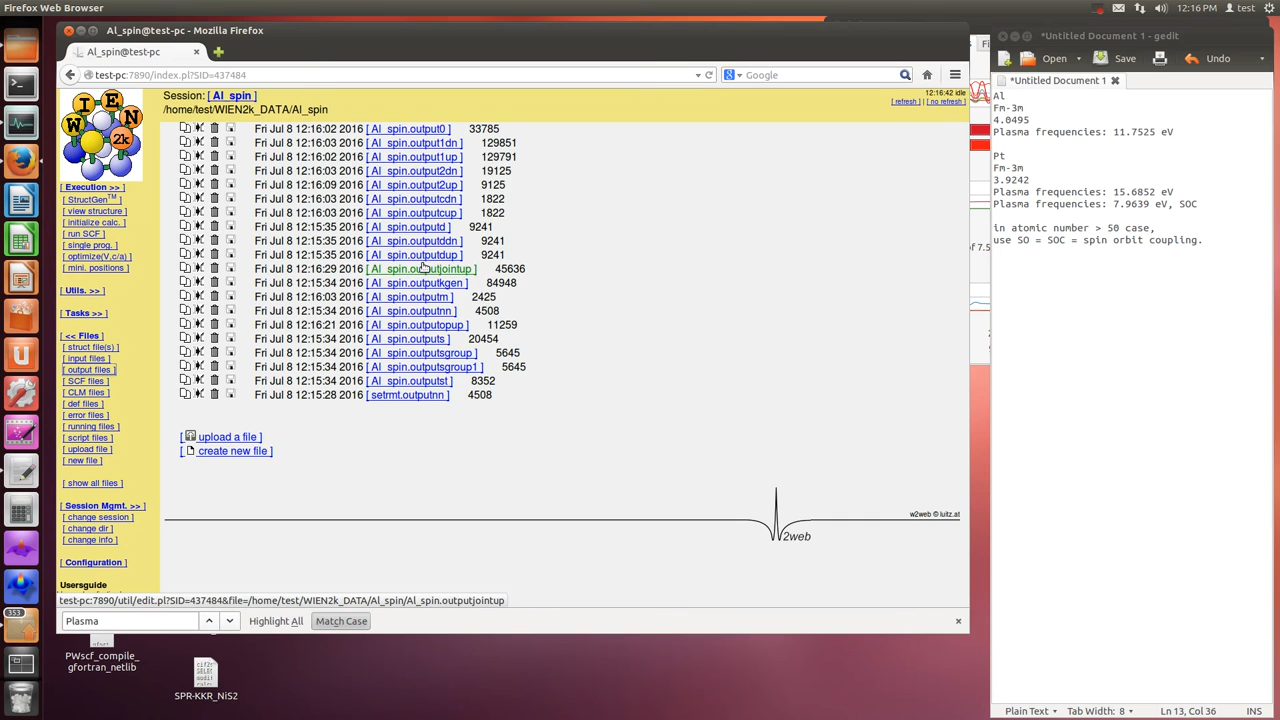 Firefox Web Browser
12:16 PM
test
Al_spin@test-pc - Mozilla Firefox
Al_spin@test-pc
test-pc:7890/index.pl?SID=437484
Google
W I E N 2k
Session: [ Al_spin ]
/home/test/WIEN2k_DATA/Al_spin
12:16:42 idle
[ refresh ] [ no refresh ]
Fri Jul 8 12:16:02 2016 [ Al_spin.output0 ] 33785
Fri Jul 8 12:16:03 2016 [ Al_spin.output1dn ] 129851
Fri Jul 8 12:16:02 2016 [ Al_spin.output1up ] 129791
Fri Jul 8 12:16:03 2016 [ Al_spin.output2dn ] 19125
Fri Jul 8 12:16:09 2016 [ Al_spin.output2up ] 9125
Fri Jul 8 12:16:03 2016 [ Al_spin.outputcdn ] 1822
Fri Jul 8 12:16:03 2016 [ Al_spin.outputcup ] 1822
Fri Jul 8 12:15:35 2016 [ Al_spin.outputd ] 9241
Fri Jul 8 12:15:35 2016 [ Al_spin.outputddn ] 9241
Fri Jul 8 12:15:35 2016 [ Al_spin.outputdup ] 9241
Fri Jul 8 12:16:29 2016 [ Al_spin.outputjointup ] 45636
Fri Jul 8 12:15:34 2016 [ Al_spin.outputkgen ] 84948
Fri Jul 8 12:16:03 2016 [ Al_spin.outputm ] 2425
Fri Jul 8 12:15:34 2016 [ Al_spin.outputnn ] 4508
Fri Jul 8 12:16:21 2016 [ Al_spin.outputopup ] 11259
Fri Jul 8 12:15:34 2016 [ Al_spin.outputs ] 20454
Fri Jul 8 12:15:34 2016 [ Al_spin.outputsgroup ] 5645
Fri Jul 8 12:15:34 2016 [ Al_spin.outputsgroup1 ] 5645
Fri Jul 8 12:15:34 2016 [ Al_spin.outputst ] 8352
Fri Jul 8 12:15:28 2016 [ setrmt.outputnn ] 4508
[ upload a file ]
[ create new file ]
w2web © luitz.at
2web
[ Execution >> ]
[ StructGen™ ]
[ view structure ]
[ initialize calc. ]
[ run SCF ]
[ single prog. ]
[ optimize(V,c/a) ]
[ mini. positions ]
[ Utils. >> ]
[ Tasks >> ]
[ << Files ]
[ struct file(s) ]
[ input files ]
[ output files ]
[ SCF files ]
[ CLM files ]
[ def files ]
[ error files ]
[ running files ]
[ script files ]
[ upload file ]
[ new file ]
[ show all files ]
[ Session Mgmt. >> ]
[ change session ]
[ change dir ]
[ change info ]
[ Configuration ]
Usersguide
test-pc:7890/util/edit.pl?SID=437484&file=/home/test/WIEN2k_DATA/Al_spin/Al_spin.outputjointup
Plasma
Highlight All
Match Case
353
PWscf_compile_
gfortran_netlib
SPR-KKR_NiS2
Fi
of 7.5
*Untitled Document 1 - gedit
Open
Save
Undo
*Untitled Document 1
Al
Fm-3m
4.0495
Plasma frequencies: 11.7525
Pt
Fm-3m
3.9242
Plasma frequencies: 15.6852
Plasma frequencies: 7.9639, SOC
in atomic number > 50 case,
use SO = SOC = spin orbit coupling.
Plain Text
Tab Width: 8
Ln 13, Col 36
INS